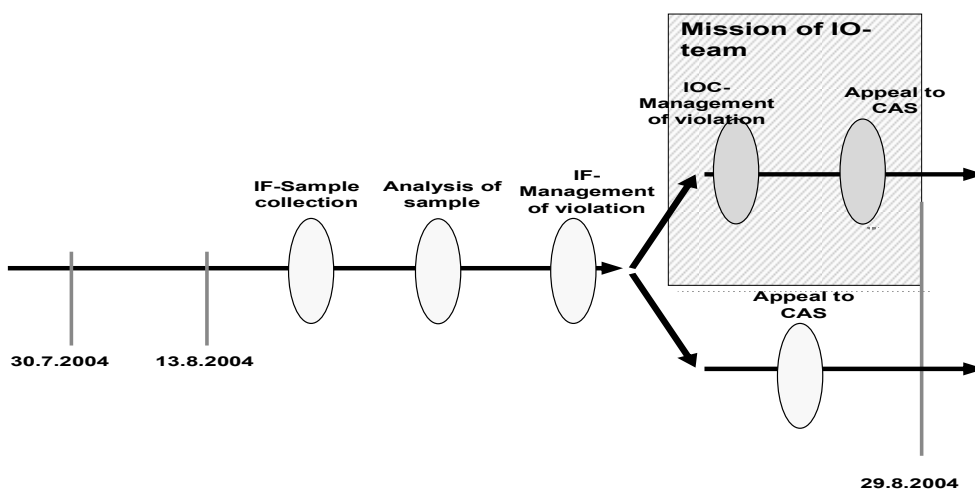 Mission of IO-
team
IOC-
Management
of violation
Appeal to
CAS
IF-Sample
collection
Analysis of
sample
IF-
Management
of violation
Appeal to
CAS
30.7.2004
13.8.2004
29.8.2004